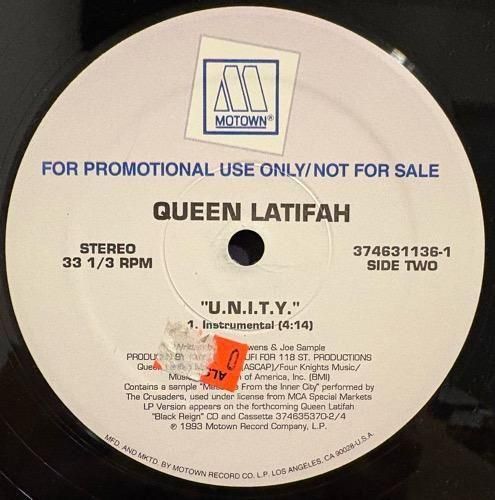 MOTOWN®
FOR PROMOTIONAL USE ONLY/NOT FOR SALE
QUEEN LATIFAH
STEREO 374631136-1
33 1/3 RPM SIDE TWO
"U.N.I.T.Y."
1. Instrumental (4:14)
& Joe Sample
FOR 118 ST. PRODUCTIONS
(ASCAP)/Four Knights Music/
of America, Inc. (BMI)
Contains a sample From the Inner City" performed by
The Crusaders, used under license from MCA Special Markets
LP Version appears on the forthcoming Queen Latifah
"Black Reign" CD and Cassette 374635370-2/4
℗ 1993 Motown Record Company, L.P.
MFD. AND MKTD. BY MOTOWN RECORD CO. L.P. LOS ANGELES, CA 90028-U.S.A.